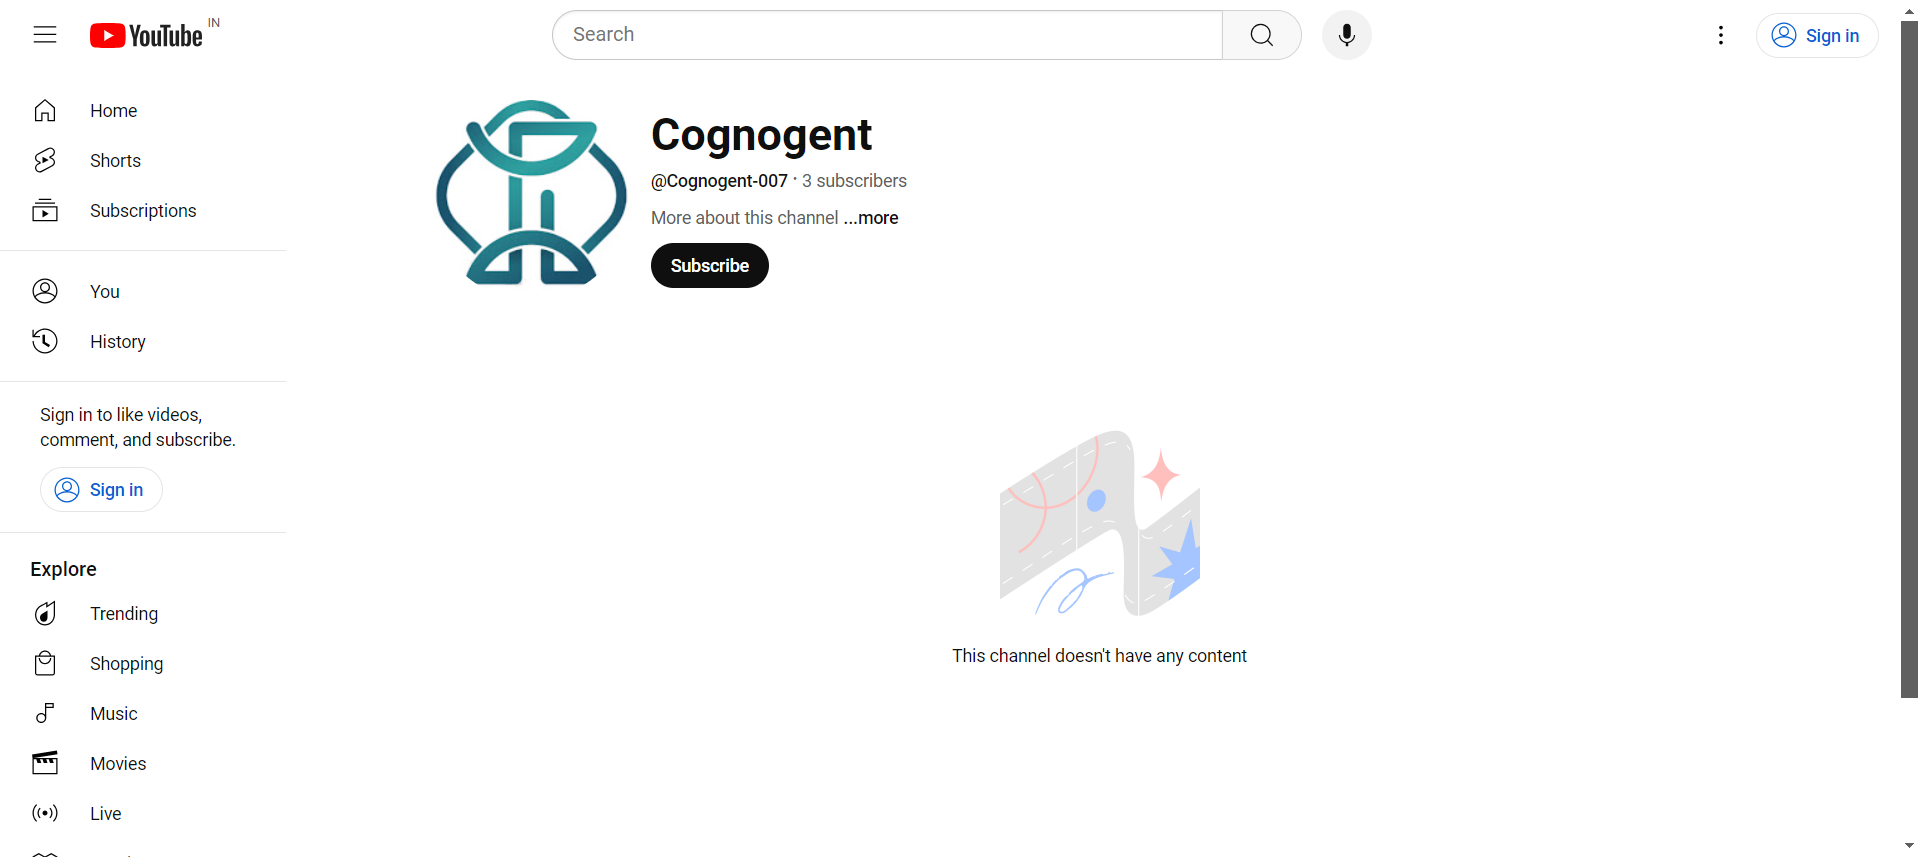 YouTube IN
Search
Sign in
Home
Shorts
Subscriptions
You
History
Sign in to like videos,
comment, and subscribe.
Sign in
Explore
Trending
Shopping
Music
Movies
Live
Cognogent
@Cognogent-007 · 3 subscribers
More about this channel ...more
Subscribe
This channel doesn't have any content